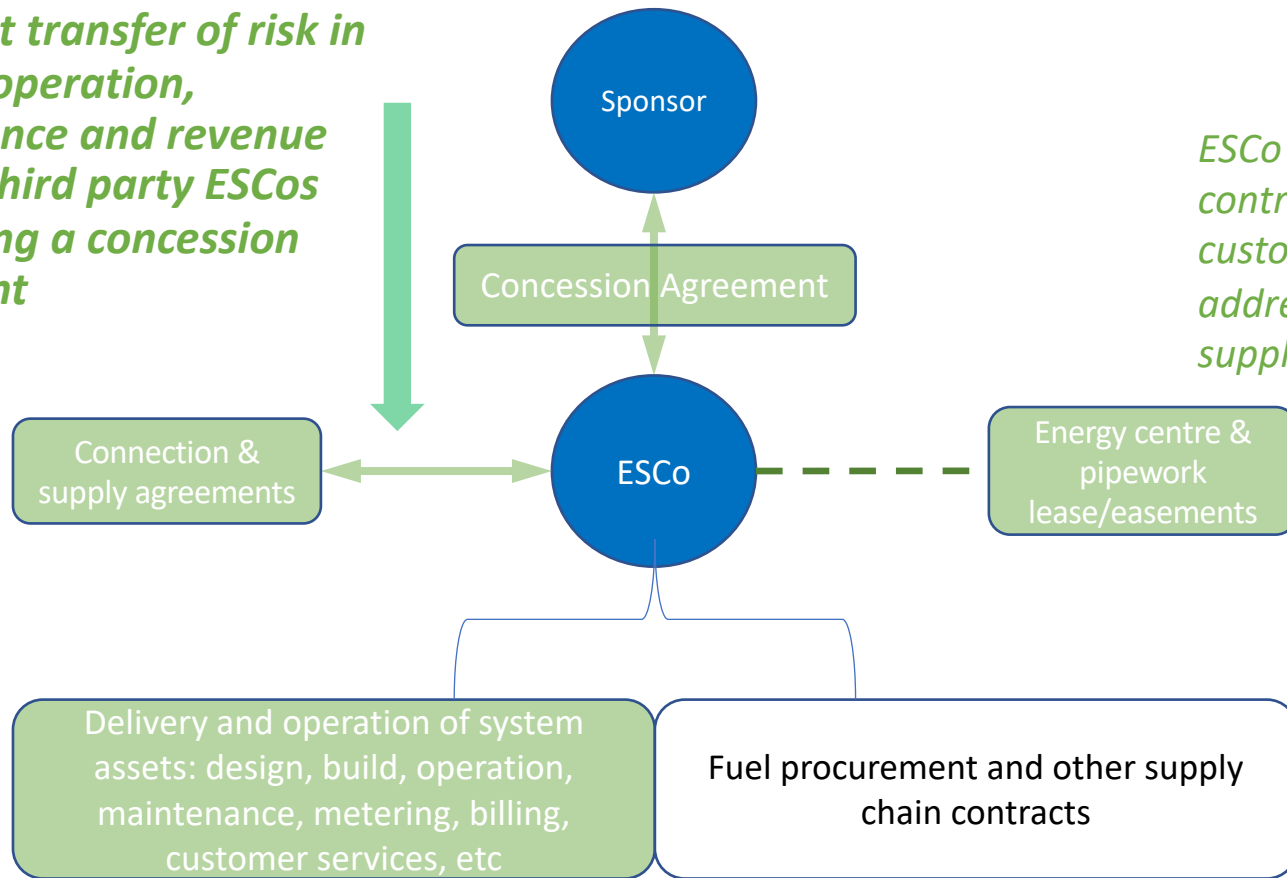 t transfer of risk in
operation,
nce and revenue
hird party ESCos
ng a concession
nt
Sponsor
ESCo
contr
custo
addre
suppl
Concession Agreement
Connection &
supply agreements
ESCo
Energy centre &
pipework
lease/easements
Delivery and operation of system
assets: design, build, operation,
maintenance, metering, billing,
customer services, etc
Fuel procurement and other supply
chain contracts